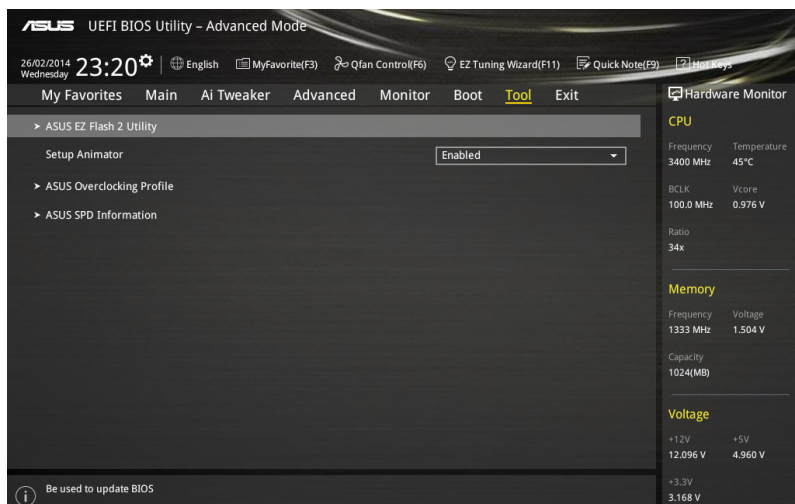 ASUS UEFI BIOS Utility – Advanced Mode
26/02/2014 Wednesday 23:20 English MyFavorite(F3) Qfan Control(F6) EZ Tuning Wizard(F11) Quick Note(F9) ? Hot Keys
My Favorites Main Ai Tweaker Advanced Monitor Boot Tool Exit
ASUS EZ Flash 2 Utility
Setup Animator Enabled
ASUS Overclocking Profile
ASUS SPD Information
Be used to update BIOS
Hardware Monitor
CPU
Frequency Temperature
3400 MHz 45°C
BCLK Vcore
100.0 MHz 0.976 V
Ratio
34x
Memory
Frequency Voltage
1333 MHz 1.504 V
Capacity
1024(MB)
Voltage
+12V +5V
12.096 V 4.960 V
+3.3V
3.168 V